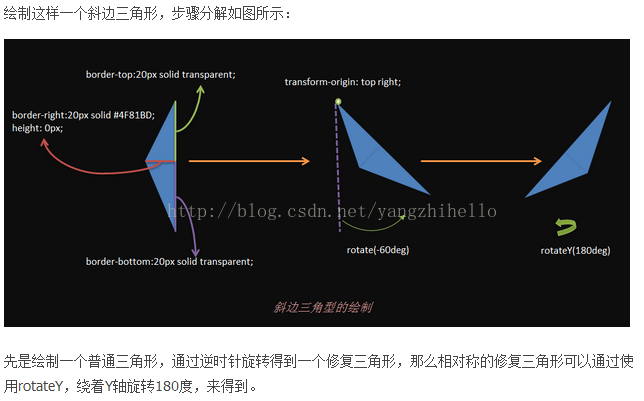 绘制这样一个斜边三角形，步骤分解如图所示：
border-top:20px solid transparent;
transform-origin: top right;
border-right:20px solid #4F81BD;
height: 0px;
http://blog.csdn.net/yangzhihello
rotate(-60deg)
rotateY(180deg)
border-bottom:20px solid transparent;
斜边三角型的绘制
先是绘制一个普通三角形，通过逆时针旋转得到一个修复三角形，那么相对称的修复三角形可以通过使
用rotateY，绕着Y轴旋转180度，来得到。